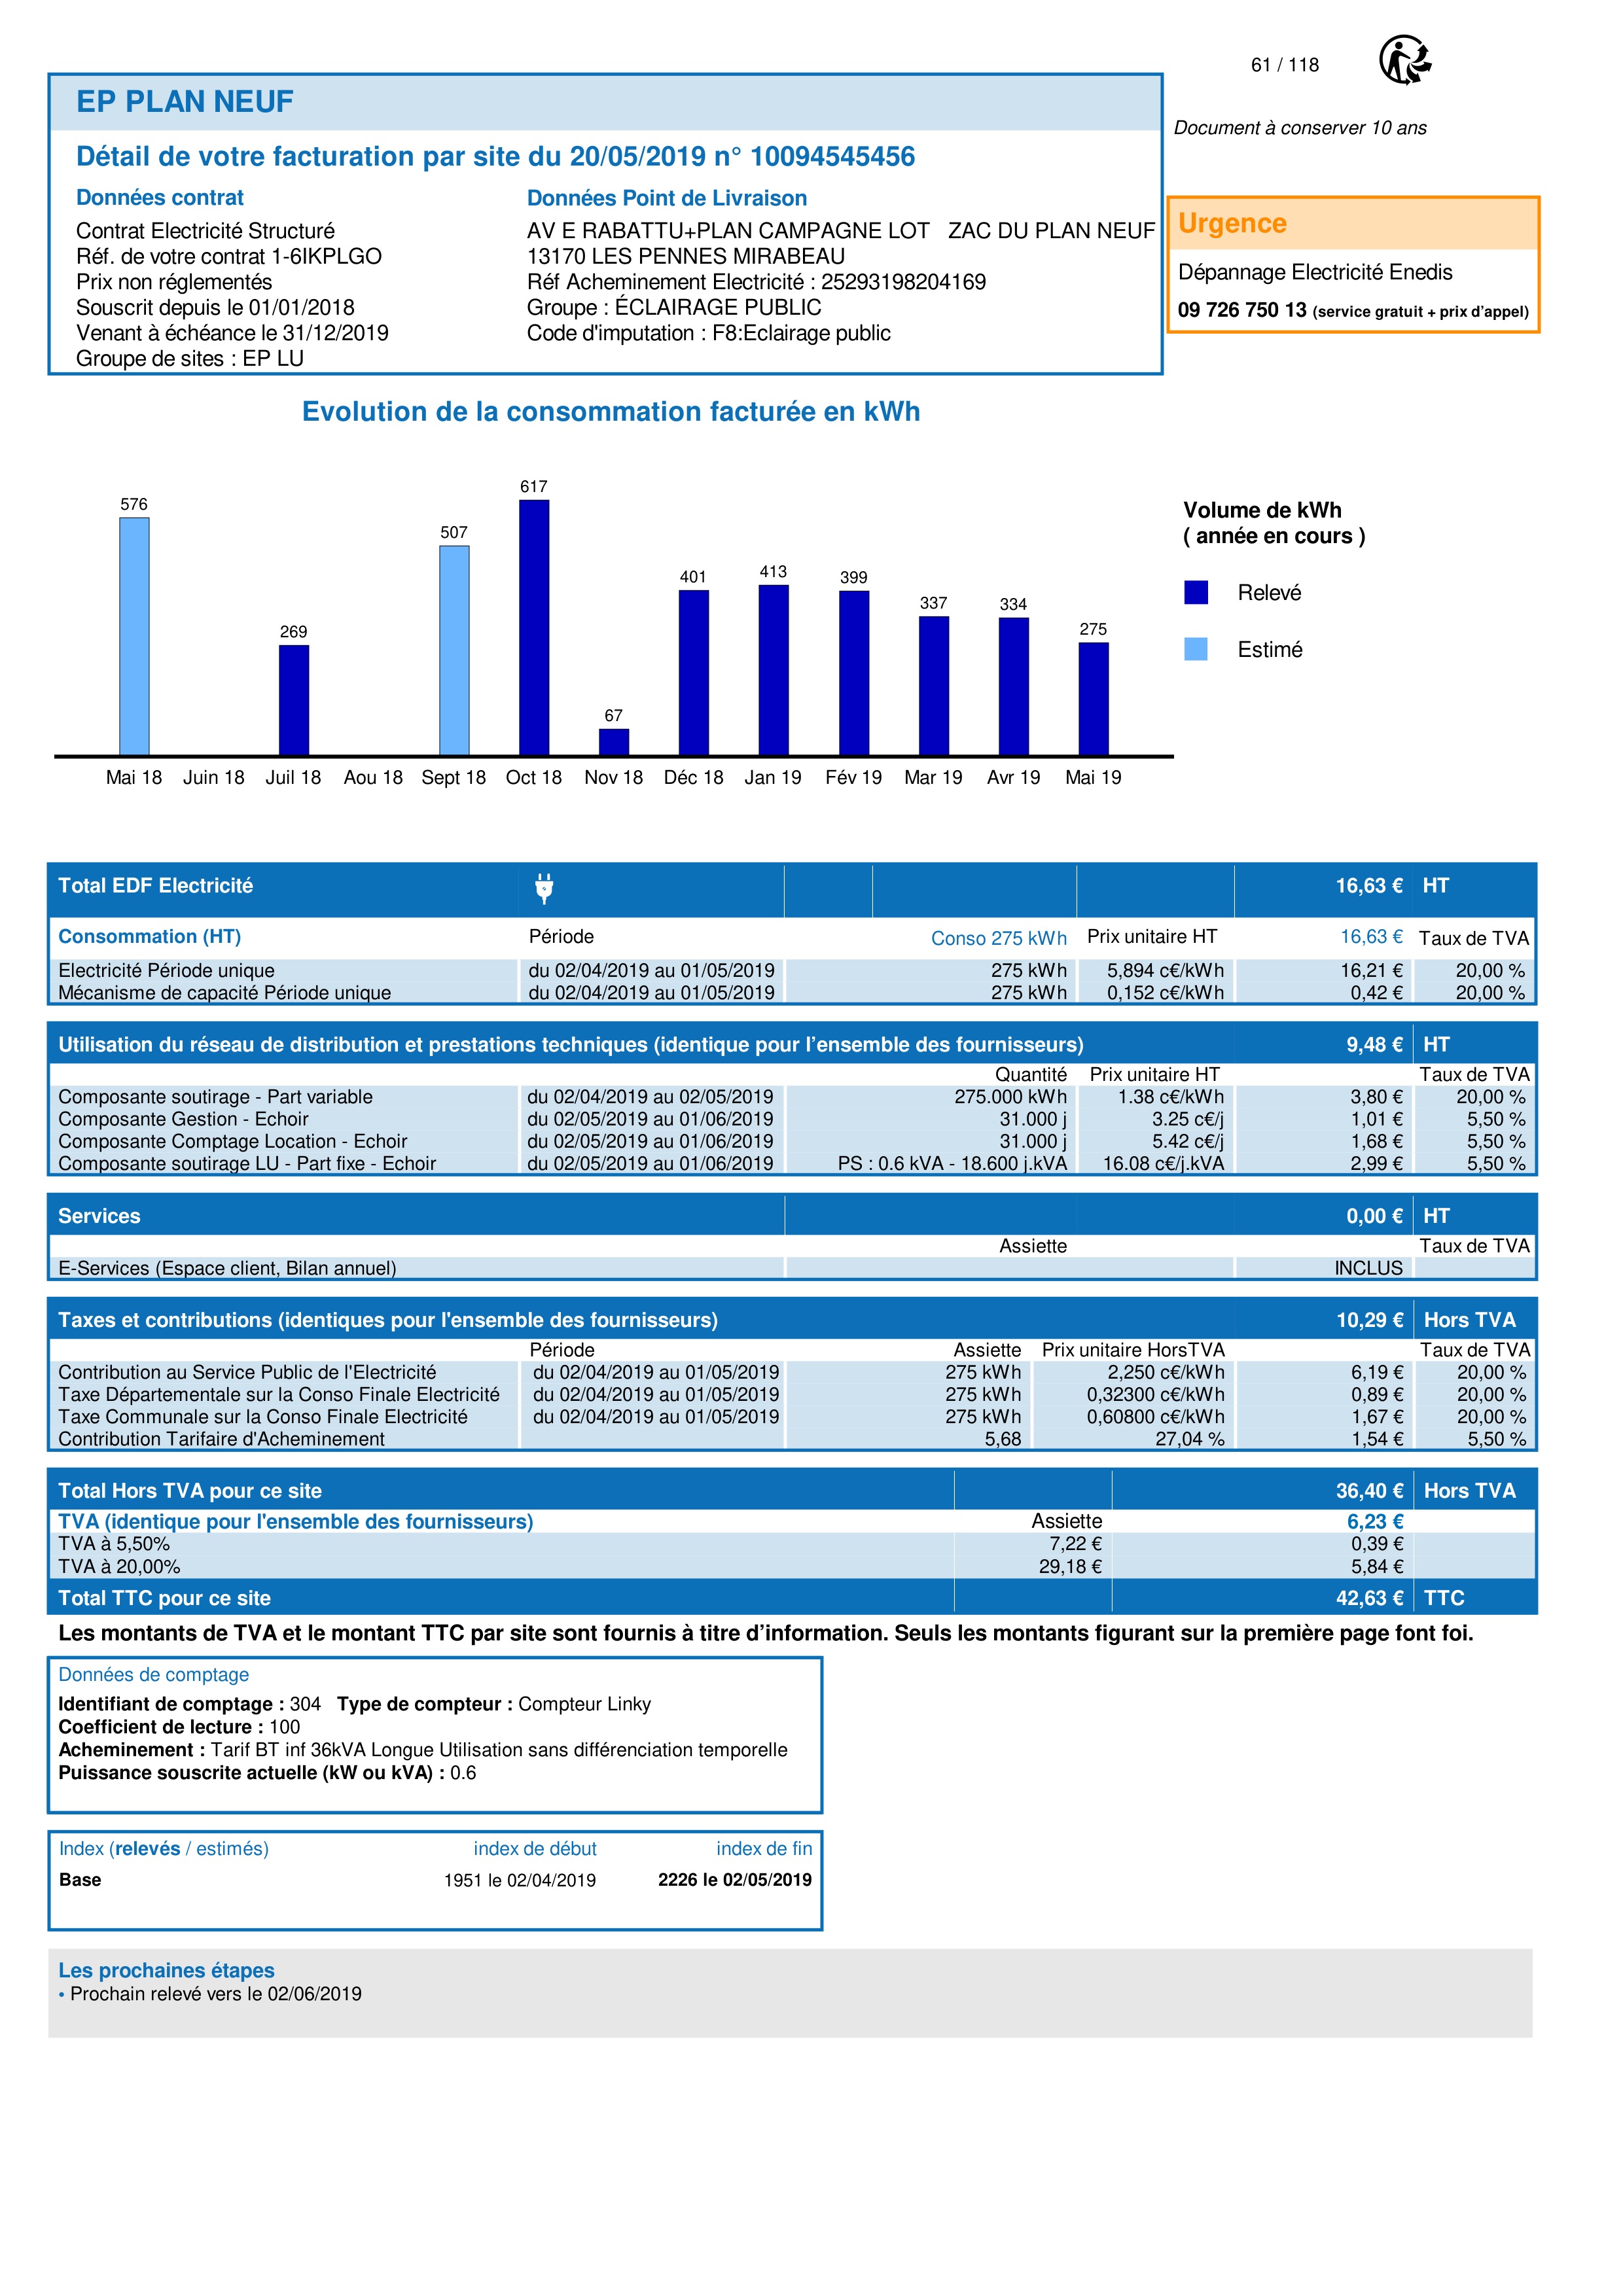 61 / 118
EP PLAN NEUF
Document à conserver 10 ans
Détail de votre facturation par site du 20/05/2019 n° 10094545456
Données contrat
Contrat Electricité Structuré
Réf. de votre contrat 1-6IKPLGO
Prix non réglementés
Souscrit depuis le 01/01/2018
Venant à échéance le 31/12/2019
Groupe de sites : EP LU
Données Point de Livraison
AV E RABATTU+PLAN CAMPAGNE LOT ZAC DU PLAN NEUF
13170 LES PENNES MIRABEAU
Réf Acheminement Electricité : 25293198204169
Groupe : ÉCLAIRAGE PUBLIC
Code d'imputation : F8:Eclairage public
Urgence
Dépannage Electricité Enedis
09 726 750 13 (service gratuit + prix d’appel)
Evolution de la consommation facturée en kWh
576 269 507 617 67 401 413 399 337 334 275
Mai 18 Juin 18 Juil 18 Aou 18 Sept 18 Oct 18 Nov 18 Déc 18 Jan 19 Fév 19 Mar 19 Avr 19 Mai 19
Volume de kWh
( année en cours )
Relevé
Estimé
Total EDF Electricité 16,63 € HT
Consommation (HT) Période Conso 275 kWh Prix unitaire HT 16,63 € Taux de TVA
Electricité Période unique du 02/04/2019 au 01/05/2019 275 kWh 5,894 c€/kWh 16,21 € 20,00 %
Mécanisme de capacité Période unique du 02/04/2019 au 01/05/2019 275 kWh 0,152 c€/kWh 0,42 € 20,00 %
Utilisation du réseau de distribution et prestations techniques (identique pour l’ensemble des fournisseurs) 9,48 € HT
Quantité Prix unitaire HT Taux de TVA
Composante soutirage - Part variable du 02/04/2019 au 02/05/2019 275.000 kWh 1.38 c€/kWh 3,80 € 20,00 %
Composante Gestion - Echoir du 02/05/2019 au 01/06/2019 31.000 j 3.25 c€/j 1,01 € 5,50 %
Composante Comptage Location - Echoir du 02/05/2019 au 01/06/2019 31.000 j 5.42 c€/j 1,68 € 5,50 %
Composante soutirage LU - Part fixe - Echoir du 02/05/2019 au 01/06/2019 PS : 0.6 kVA - 18.600 j.kVA 16.08 c€/j.kVA 2,99 € 5,50 %
Services 0,00 € HT
Assiette Taux de TVA
E-Services (Espace client, Bilan annuel) INCLUS
Taxes et contributions (identiques pour l'ensemble des fournisseurs) 10,29 € Hors TVA
Période Assiette Prix unitaire HorsTVA Taux de TVA
Contribution au Service Public de l'Electricité du 02/04/2019 au 01/05/2019 275 kWh 2,250 c€/kWh 6,19 € 20,00 %
Taxe Départementale sur la Conso Finale Electricité du 02/04/2019 au 01/05/2019 275 kWh 0,32300 c€/kWh 0,89 € 20,00 %
Taxe Communale sur la Conso Finale Electricité du 02/04/2019 au 01/05/2019 275 kWh 0,60800 c€/kWh 1,67 € 20,00 %
Contribution Tarifaire d'Acheminement 5,68 27,04 % 1,54 € 5,50 %
Total Hors TVA pour ce site 36,40 € Hors TVA
TVA (identique pour l'ensemble des fournisseurs) Assiette 6,23 €
TVA à 5,50% 7,22 € 0,39 €
TVA à 20,00% 29,18 € 5,84 €
Total TTC pour ce site 42,63 € TTC
Les montants de TVA et le montant TTC par site sont fournis à titre d’information. Seuls les montants figurant sur la première page font foi.
Données de comptage
Identifiant de comptage : 304 Type de compteur : Compteur Linky
Coefficient de lecture : 100
Acheminement : Tarif BT inf 36kVA Longue Utilisation sans différenciation temporelle
Puissance souscrite actuelle (kW ou kVA) : 0.6
Index (relevés / estimés) index de début index de fin
Base 1951 le 02/04/2019 2226 le 02/05/2019
Les prochaines étapes
• Prochain relevé vers le 02/06/2019